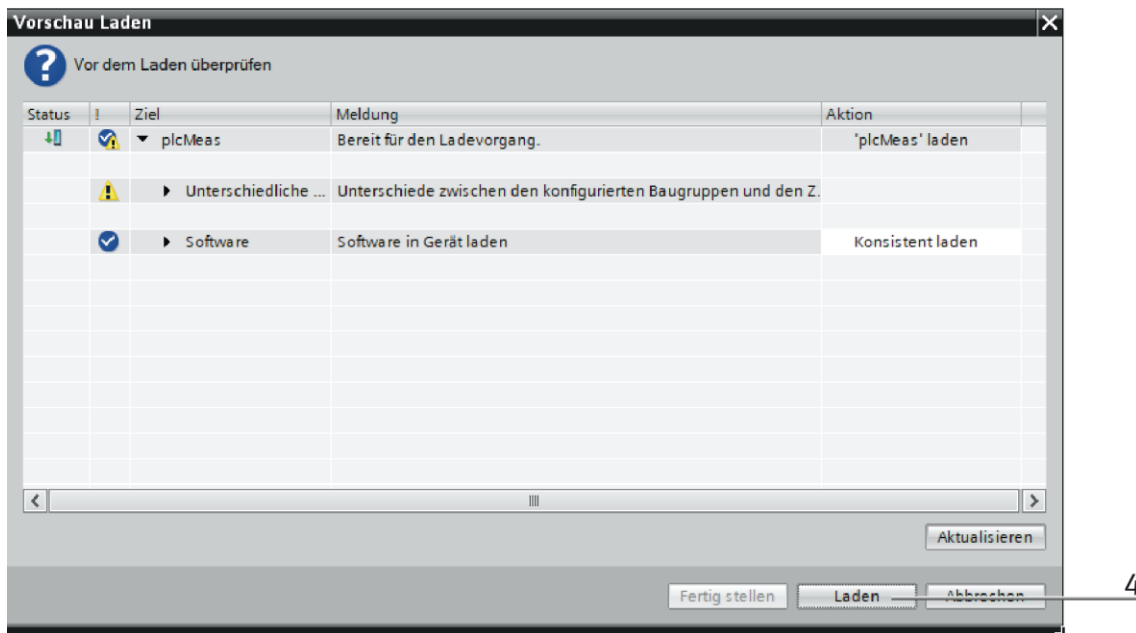 Vorschau Laden
Vor dem Laden überprüfen
Status ! Ziel Meldung Aktion
plcMeas Bereit für den Ladevorgang. 'plcMeas' laden
Unterschiedliche ... Unterschiede zwischen den konfigurierten Baugruppen und den Z.
Software Software in Gerät laden Konsistent laden
Aktualisieren
Fertig stellen Laden Abbrechen 4